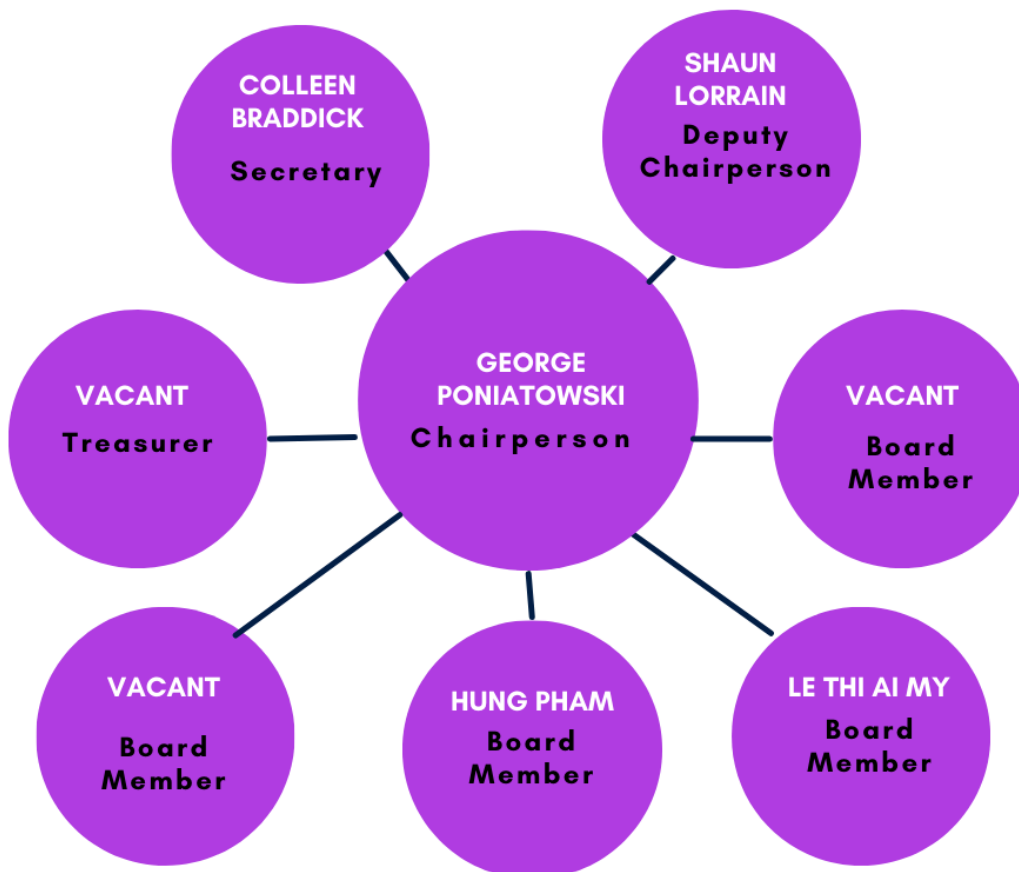 COLLEEN
BRADDICK
Secretary
SHAUN
LORRAIN
Deputy
Chairperson
GEORGE
PONIATOWSKI
Chairperson
VACANT
Treasurer
VACANT
Board
Member
VACANT
Board
Member
HUNG PHAM
Board
Member
LE THI AI MY
Board
Member